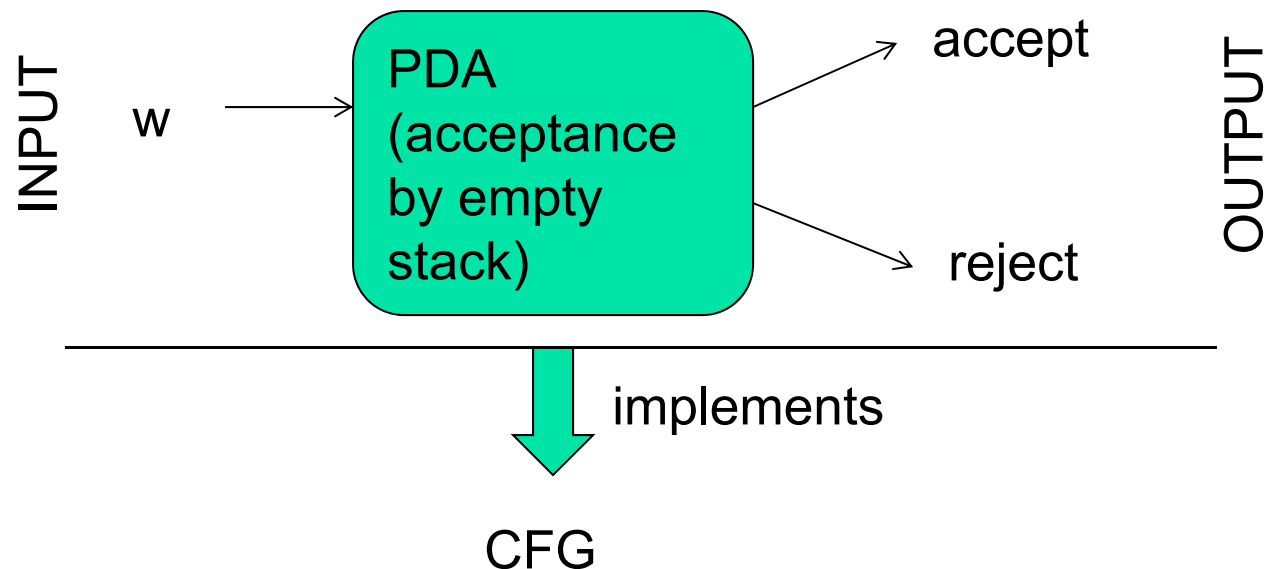 INPUT
w
PDA
(acceptance
by empty
stack)
accept
reject
OUTPUT
implements
CFG